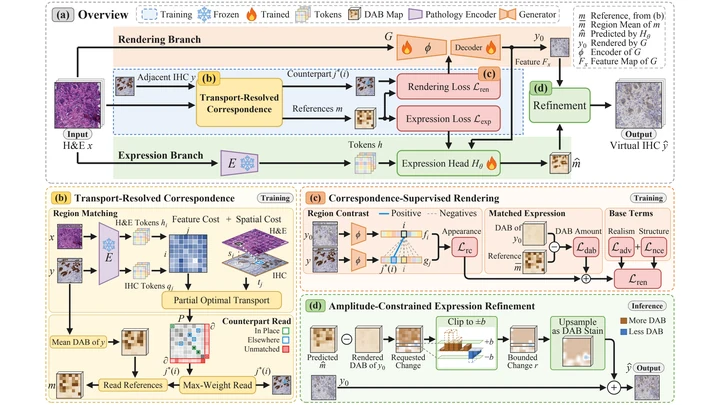 (a) Overview
Training
Frozen
Trained
Tokens
DAB Map
Pathology Encoder
Generator
Rendering Branch
G
ϕ
Decoder
y₀
Feature Fₛ
m Reference, from (b)
m̄ Region Mean of m
m̂ Predicted by H_θ
y₀ Rendered by G
ϕ Encoder of G
Fₛ Feature Map of G
Adjacent IHC y
(b)
Transport-Resolved
Correspondence
Counterpart j*(i)
References m
(c)
Rendering Loss ℒren
Expression Loss ℒexp
(d)
Refinement
Input
H&E x
Output
Virtual IHC ŷ
Expression Branch
E
Tokens h
Expression Head H_θ
m̂
(b) Transport-Resolved Correspondence
Training
Region Matching
H&E Tokens hᵢ
x
y
E
IHC Tokens qⱼ
Feature Cost + Spatial Cost
j
i
H&E
sᵢ
tⱼ
IHC
Partial Optimal Transport
P
∂
∂
Counterpart Read
In Place
Elsewhere
Unmatched
Mean DAB of y
j*(i)
j*(i)
m
Read References
Max-Weight Read
(c) Correspondence-Supervised Rendering
Training
Region Contrast
Positive
Negatives
y₀
y
ϕ
ϕ
i
fᵢ
gⱼ
j*(i)
Appearance
ℒrc
Matched Expression
DAB of
y₀
Reference
m̄
DAB Amount
ℒdab
Base Terms
Realism
Structure
ℒadv + ℒnce
ℒren
(d) Amplitude-Constrained Expression Refinement
Inference
Predicted
m̂
Rendered
DAB of y₀
Requested
Change
Clip to ±b
+b
−b
+b
−b
Bounded
Change r
Upsample
as DAB Stain
More DAB
Less DAB
y₀
ŷ
Output